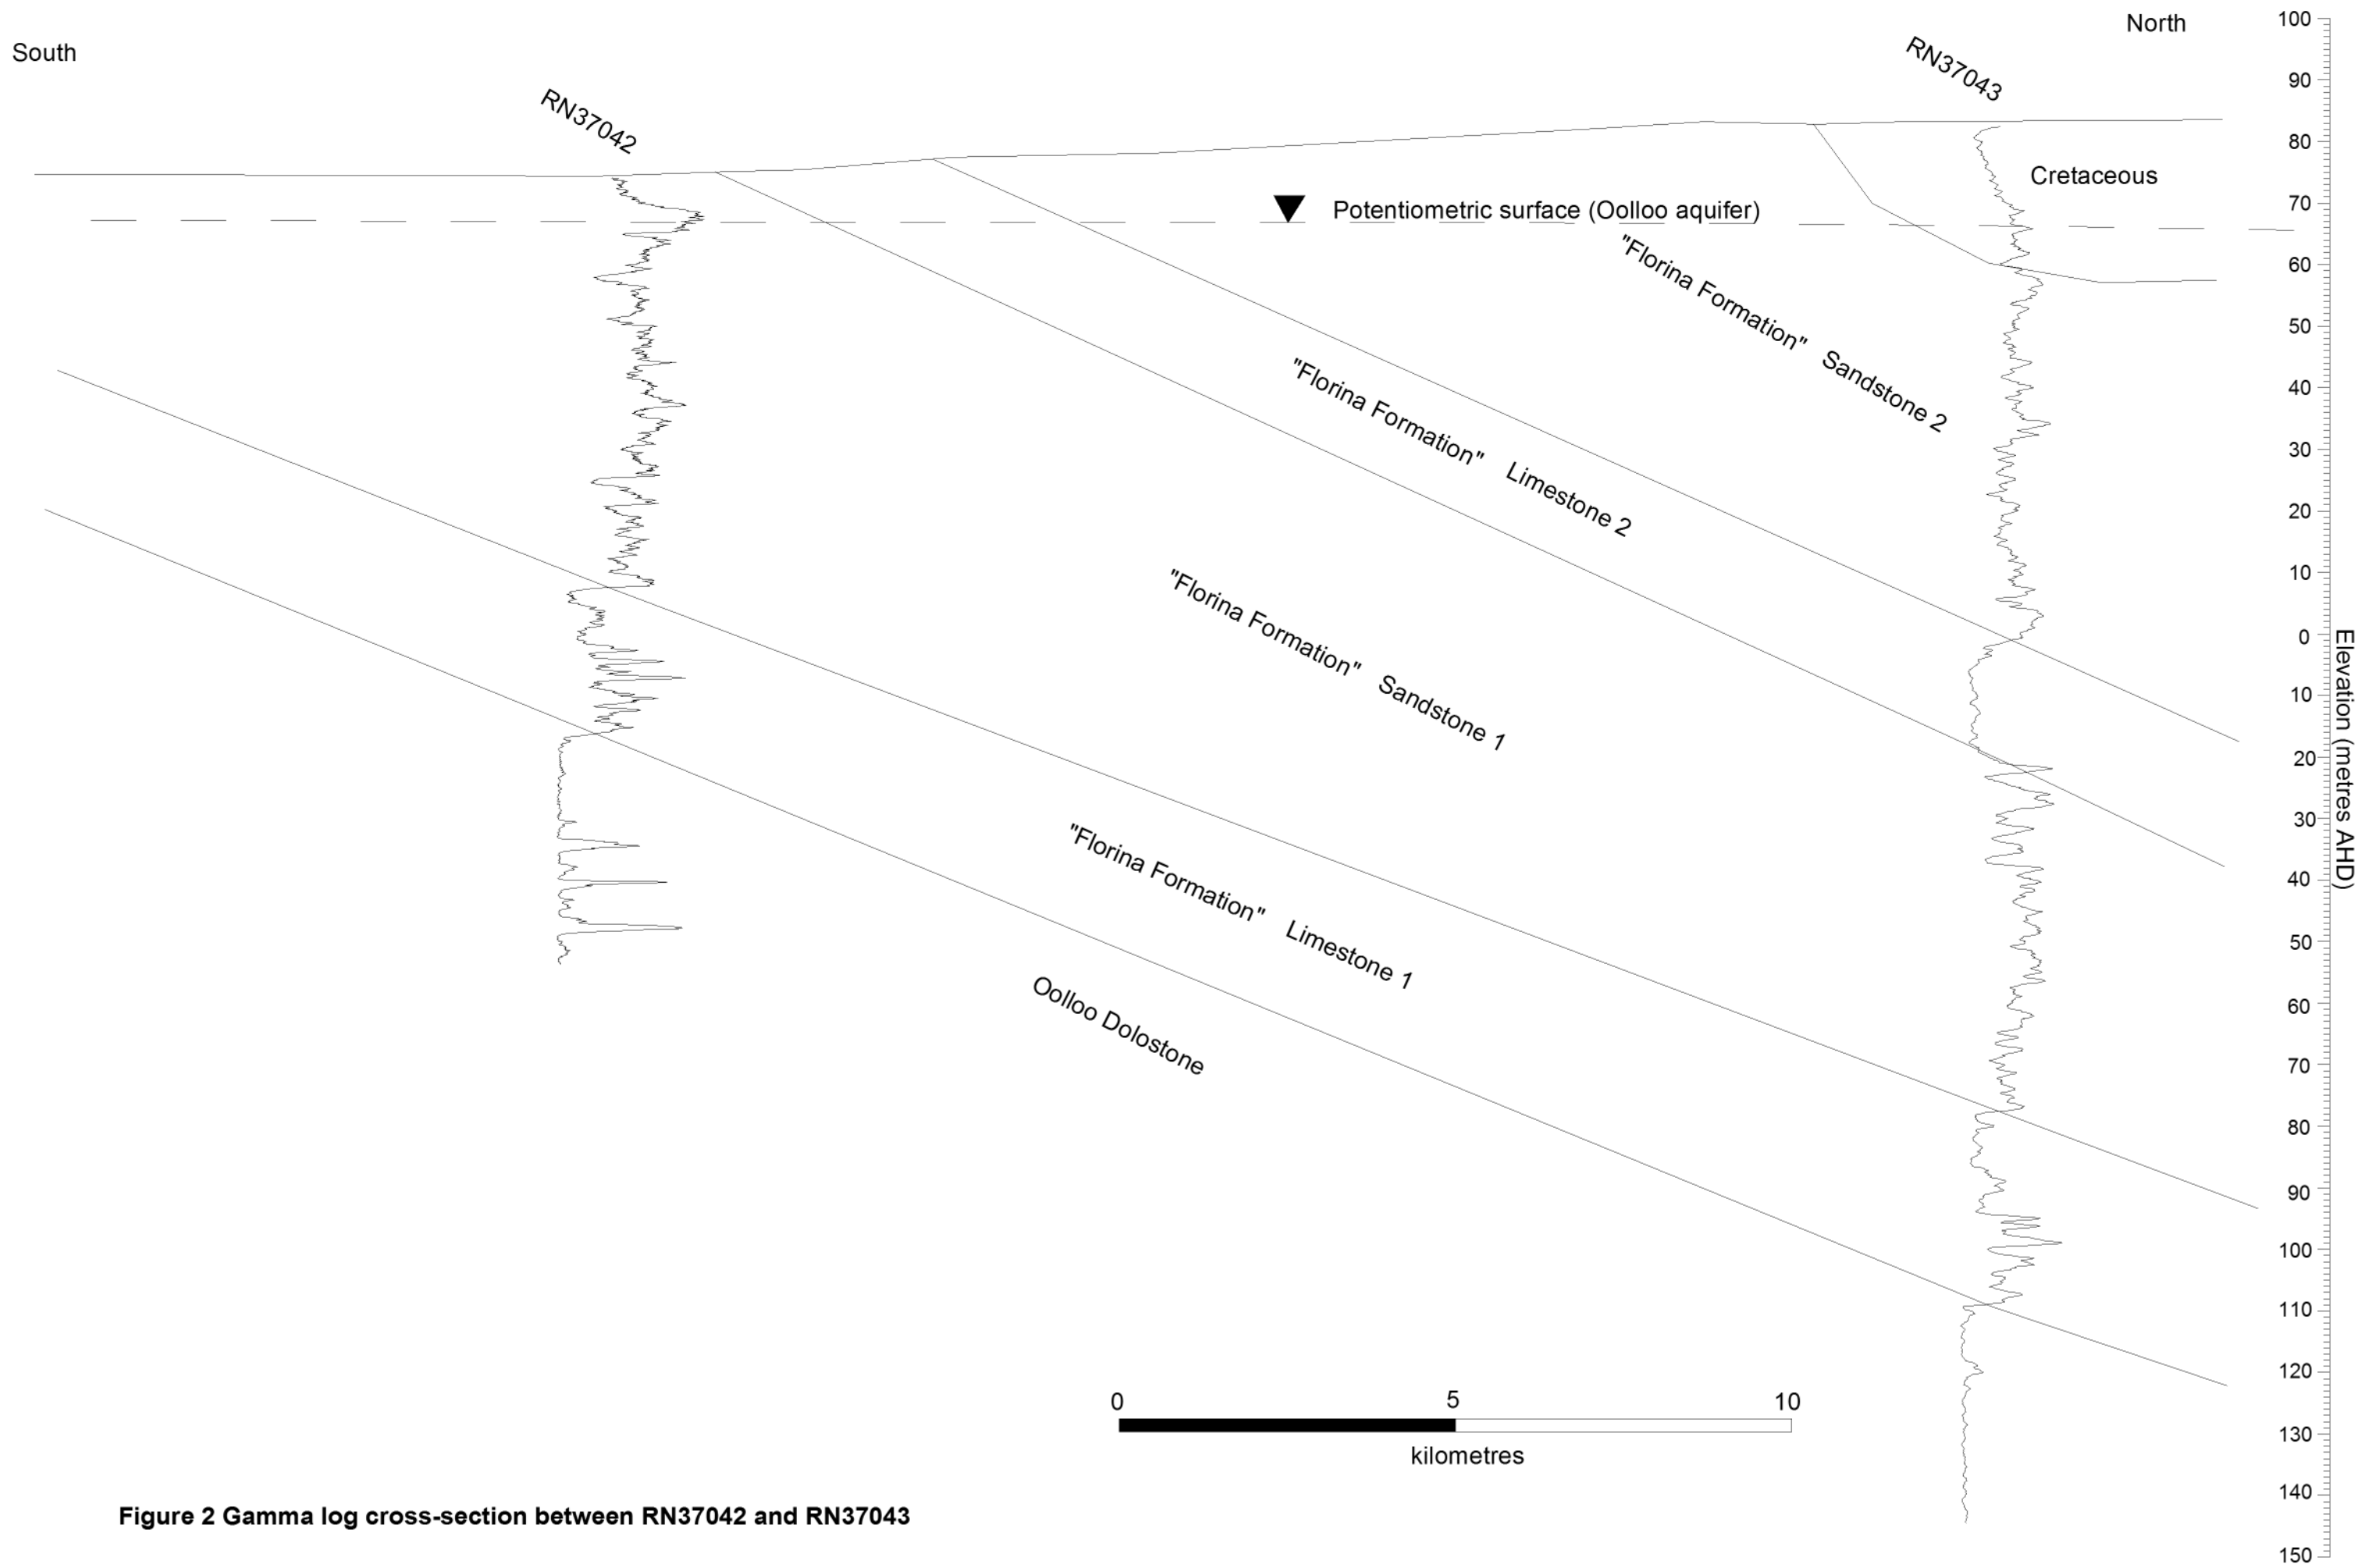 South
North
RN37042
RN37043
Cretaceous
Potentiometric surface (Oolloo aquifer)
"Florina Formation" Sandstone 2
"Florina Formation" Limestone 2
"Florina Formation" Sandstone 1
"Florina Formation" Limestone 1
Oolloo Dolostone
100
90
80
70
60
50
40
30
20
10
0
10
20
30
40
50
60
70
80
90
100
110
120
130
140
150
Elevation (metres AHD)
0 5 10
kilometres
Figure 2 Gamma log cross-section between RN37042 and RN37043